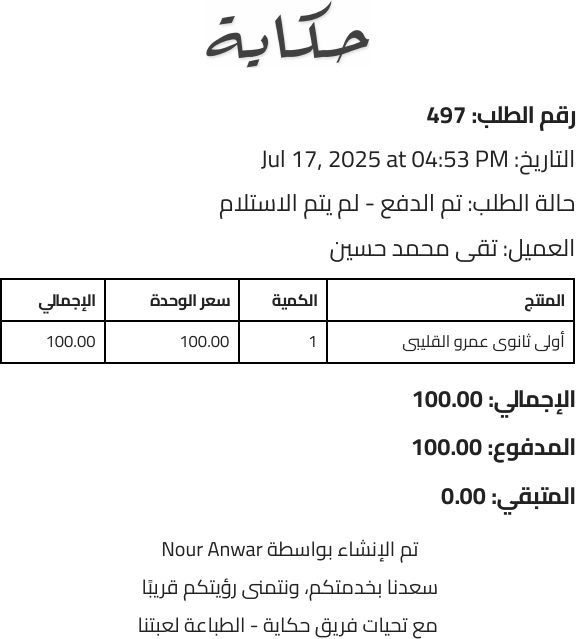 حكاية
رقم الطلب: 497
التاريخ: Jul 17, 2025 at 04:53 PM
حالة الطلب: تم الدفع - لم يتم الاستلام
العميل: تقى محمد حسين
المنتج الكمية سعر الوحدة الإجمالي
أولى ثانوى عمرو القليبى 1 100.00 100.00
الإجمالي: 100.00
المدفوع: 100.00
المتبقي: 0.00
تم الإنشاء بواسطة Nour Anwar
سعدنا بخدمتكم، ونتمنى رؤيتكم قريبًا
مع تحيات فريق حكاية - الطباعة لعبتنا